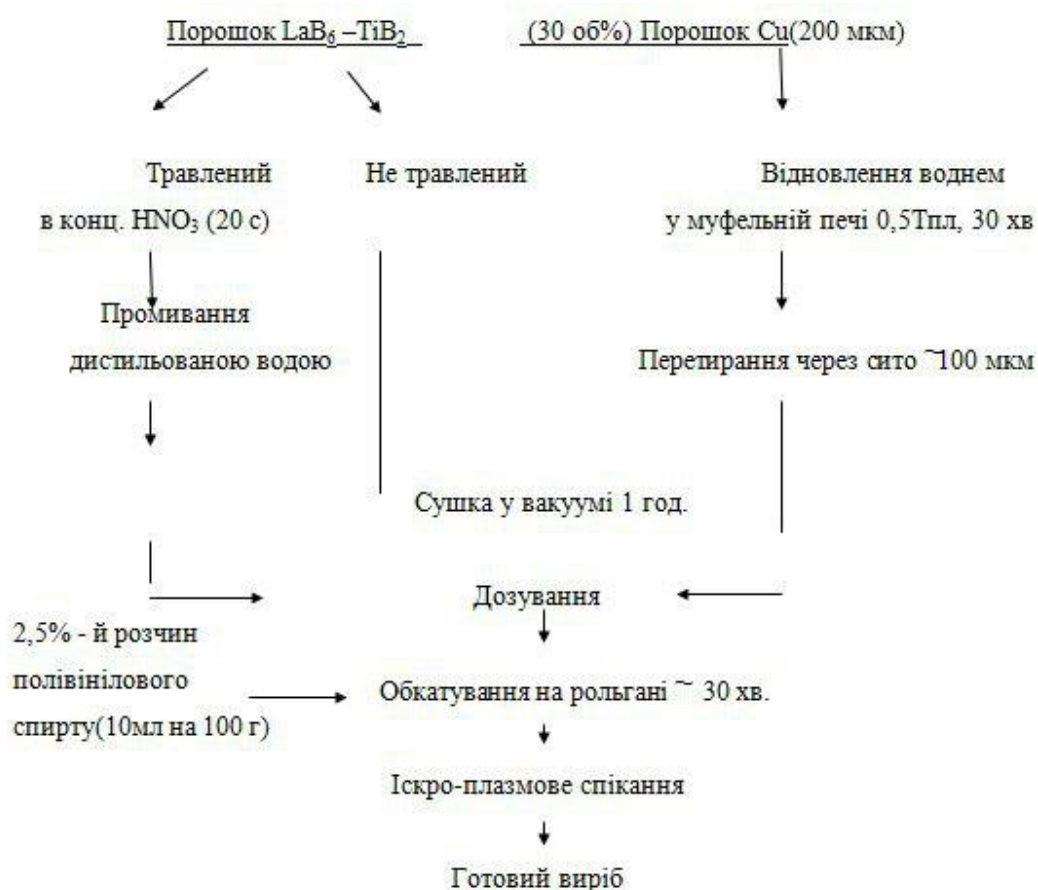 Порошок LaB₆ –TiB₂ (30 об%) Порошок Cu(200 мкм)
Травлений
в конц. HNO₃ (20 с)
Не травлений
Відновлення воднем
у муфельній печі 0,5Тпл, 30 хв
Промивання
дистильованою водою
Перетирання через сито ~100 мкм
Сушка у вакуумі 1 год.
Дозування
2,5% - й розчин
полівінілового
спирту(10мл на 100 г)
Обкатування на рольгані ~ 30 хв.
Іскро-плазмове спікання
Готовий виріб